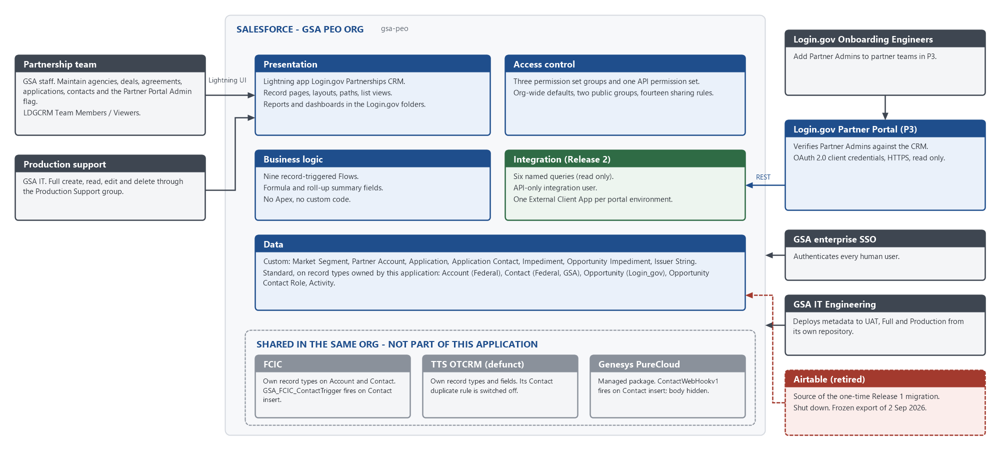 SALESFORCE - GSA PEO ORG gsa-peo
Partnership team
GSA staff. Maintain agencies, deals, agreements,
applications, contacts and the Partner Portal Admin
flag.
LDGCRM Team Members / Viewers.
Lightning UI
Production support
GSA IT. Full create, read, edit and delete through
the Production Support group.
Presentation
Lightning app Login.gov Partnerships CRM.
Record pages, layouts, paths, list views.
Reports and dashboards in the Login.gov folders.
Access control
Three permission set groups and one API permission set.
Org-wide defaults, two public groups, fourteen sharing rules.
Business logic
Nine record-triggered Flows.
Formula and roll-up summary fields.
No Apex, no custom code.
Integration (Release 2)
Six named queries (read only).
API-only integration user.
One External Client App per portal environment.
Data
Custom: Market Segment, Partner Account, Application, Application Contact, Impediment, Opportunity Impediment, Issuer String.
Standard, on record types owned by this application: Account (Federal), Contact (Federal, GSA), Opportunity (Login_gov), Opportunity
Contact Role, Activity.
SHARED IN THE SAME ORG - NOT PART OF THIS APPLICATION
FCIC
Own record types on Account and Contact.
GSA_FCIC_ContactTrigger fires on Contact
insert.
TTS OTCRM (defunct)
Own record types and fields. Its Contact
duplicate rule is switched off.
Genesys PureCloud
Managed package. ContactWebHookv1
fires on Contact insert; body hidden.
Login.gov Onboarding Engineers
Add Partner Admins to partner teams in P3.
Login.gov Partner Portal (P3)
Verifies Partner Admins against the CRM.
OAuth 2.0 client credentials, HTTPS, read only.
REST
GSA enterprise SSO
Authenticates every human user.
GSA IT Engineering
Deploys metadata to UAT, Full and Production from
its own repository.
Airtable (retired)
Source of the one-time Release 1 migration.
Shut down. Frozen export of 2 Sep 2026.